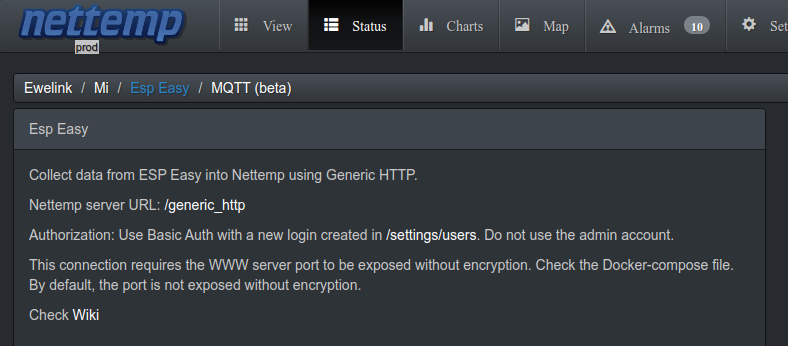 nettemp
prod
View
Status
Charts
Map
Alarms 10
Set
Ewelink / Mi / Esp Easy / MQTT (beta)
Esp Easy
Collect data from ESP Easy into Nettemp using Generic HTTP.
Nettemp server URL: /generic_http
Authorization: Use Basic Auth with a new login created in /settings/users. Do not use the admin account.
This connection requires the WWW server port to be exposed without encryption. Check the Docker-compose file.
By default, the port is not exposed without encryption.
Check Wiki